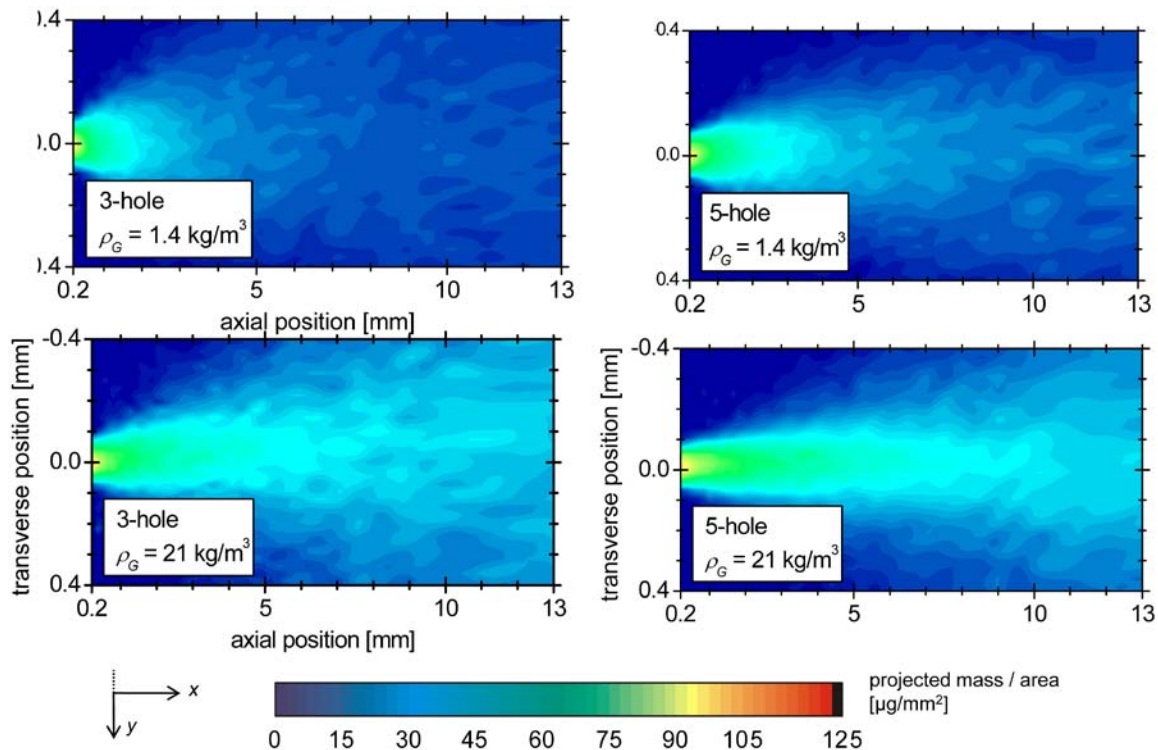 0.4
0.0
0.4
3-hole
ρG = 1.4 kg/m³
0.2 5 10 13
axial position [mm]
-0.4
0.0
0.4
5-hole
ρG = 1.4 kg/m³
0.2 5 10 13
-0.4
0.0
0.4
transverse position [mm]
3-hole
ρG = 21 kg/m³
0.2 5 10 13
axial position [mm]
-0.4
0.0
0.4
transverse position [mm]
5-hole
ρG = 21 kg/m³
0.2 5 10 13
x
y
0 15 30 45 60 75 90 105 125
projected mass / area
[µg/mm²]